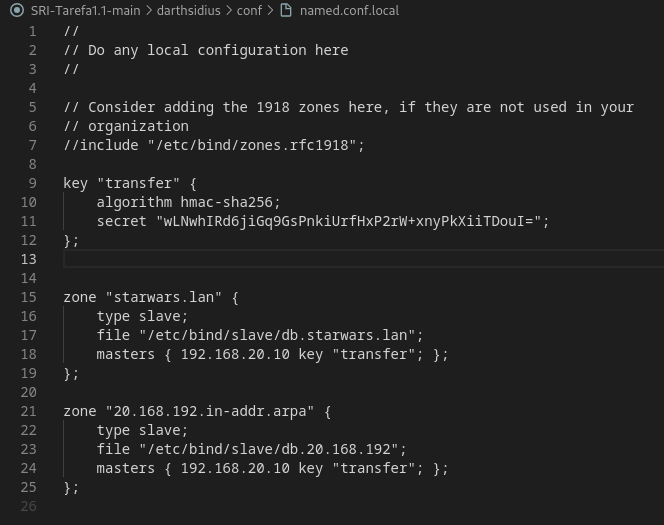 SRI-Tarefa1.1-main > darthsidius > conf > named.conf.local
1 //
2 // Do any local configuration here
3 //
4
5 // Consider adding the 1918 zones here, if they are not used in your
6 // organization
7 //include "/etc/bind/zones.rfc1918";
8
9 key "transfer" {
10     algorithm hmac-sha256;
11     secret "wLNwhIRd6jiGq9GsPnkiUrfHxP2rW+xnyPkXiiTDouI=";
12 };
13
14
15 zone "starwars.lan" {
16     type slave;
17     file "/etc/bind/slave/db.starwars.lan";
18     masters { 192.168.20.10 key "transfer"; };
19 };
20
21 zone "20.168.192.in-addr.arpa" {
22     type slave;
23     file "/etc/bind/slave/db.20.168.192";
24     masters { 192.168.20.10 key "transfer"; };
25 };
26